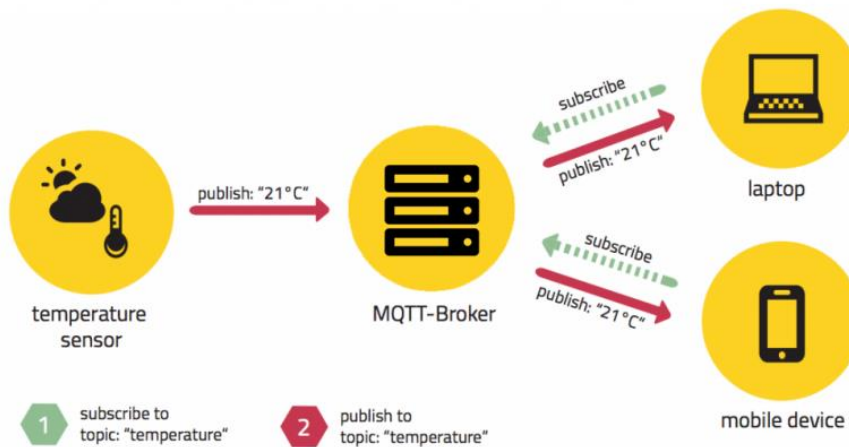 subscribe
publish: "21°C"
laptop
publish: "21°C"
temperature
sensor
MQTT-Broker
subscribe
publish: "21°C"
mobile device
1
subscribe to
topic: "temperature"
2
publish to
topic: "temperature"